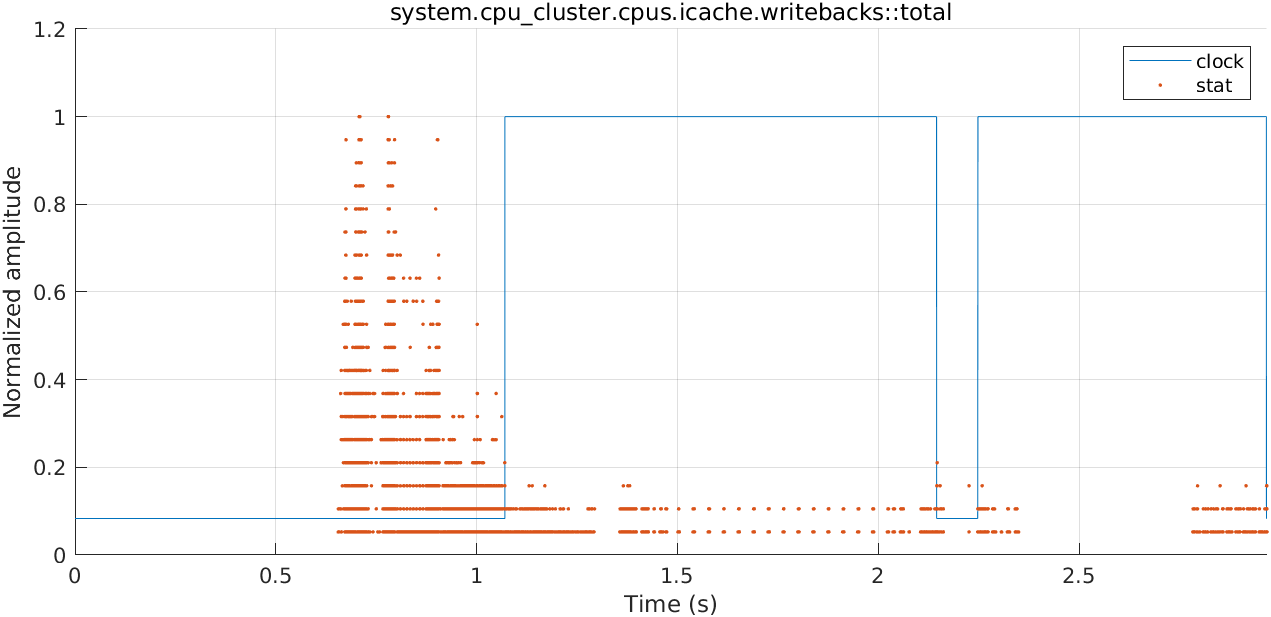 system.cpu_cluster.cpus.icache.writebacks::total
1.2
1
0.8
0.6
0.4
0.2
0
Normalized amplitude
clock
stat
0 0.5 1 1.5 2 2.5
Time (s)